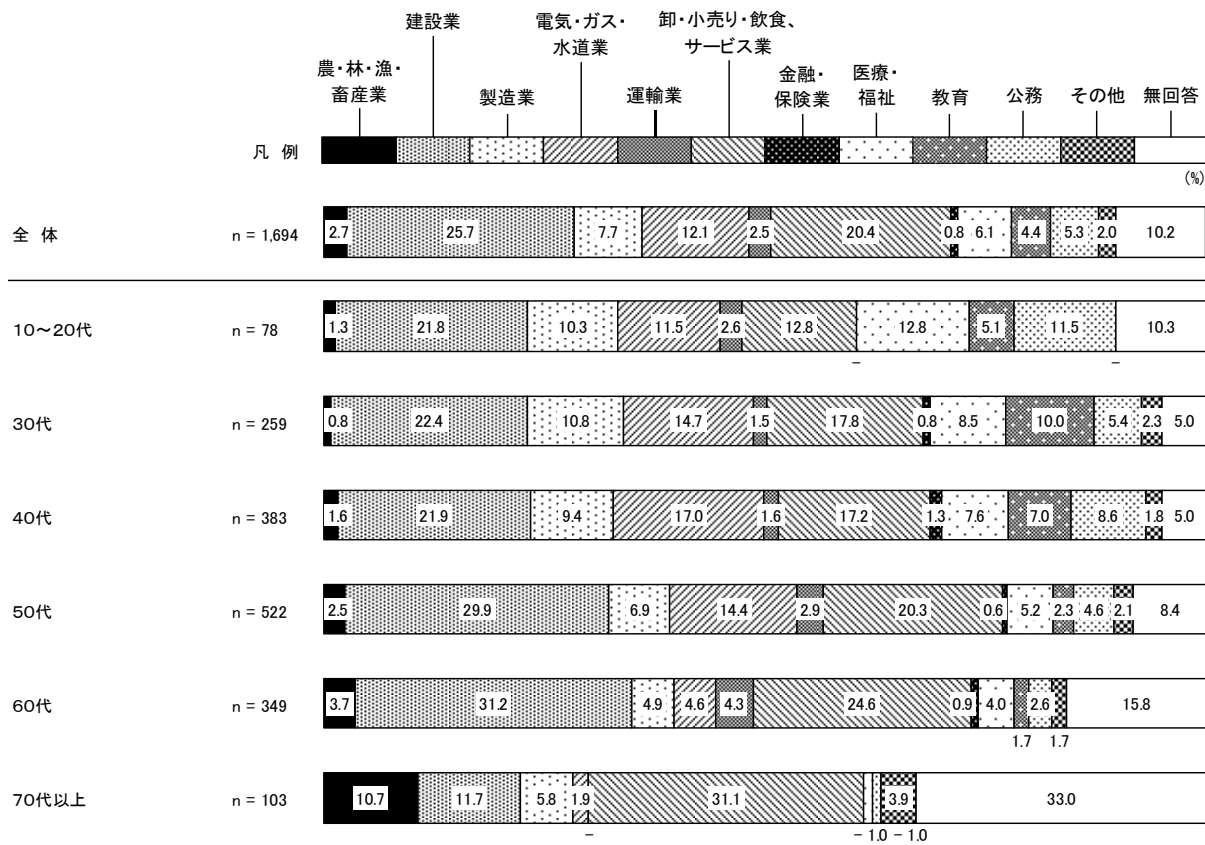 建設業
電気・ガス・
水道業
卸・小売り・飲食、
サービス業
農・林・漁・
畜産業
製造業
運輸業
金融・
保険業
医療・
福祉
教育
公務
その他
無回答
凡 例
(%)
全 体 n = 1,694 2.7 25.7 7.7 12.1 2.5 20.4 0.8 6.1 4.4 5.3 2.0 10.2
10～20代 n = 78 1.3 21.8 10.3 11.5 2.6 12.8 12.8 5.1 11.5 10.3
– –
30代 n = 259 0.8 22.4 10.8 14.7 1.5 17.8 0.8 8.5 10.0 5.4 2.3 5.0
40代 n = 383 1.6 21.9 9.4 17.0 1.6 17.2 1.3 7.6 7.0 8.6 1.8 5.0
50代 n = 522 2.5 29.9 6.9 14.4 2.9 20.3 0.6 5.2 2.3 4.6 2.1 8.4
60代 n = 349 3.7 31.2 4.9 4.6 4.3 24.6 0.9 4.0 2.6 15.8
1.7 1.7
70代以上 n = 103 10.7 11.7 5.8 1.9 31.1 3.9 33.0
– – 1.0 – 1.0